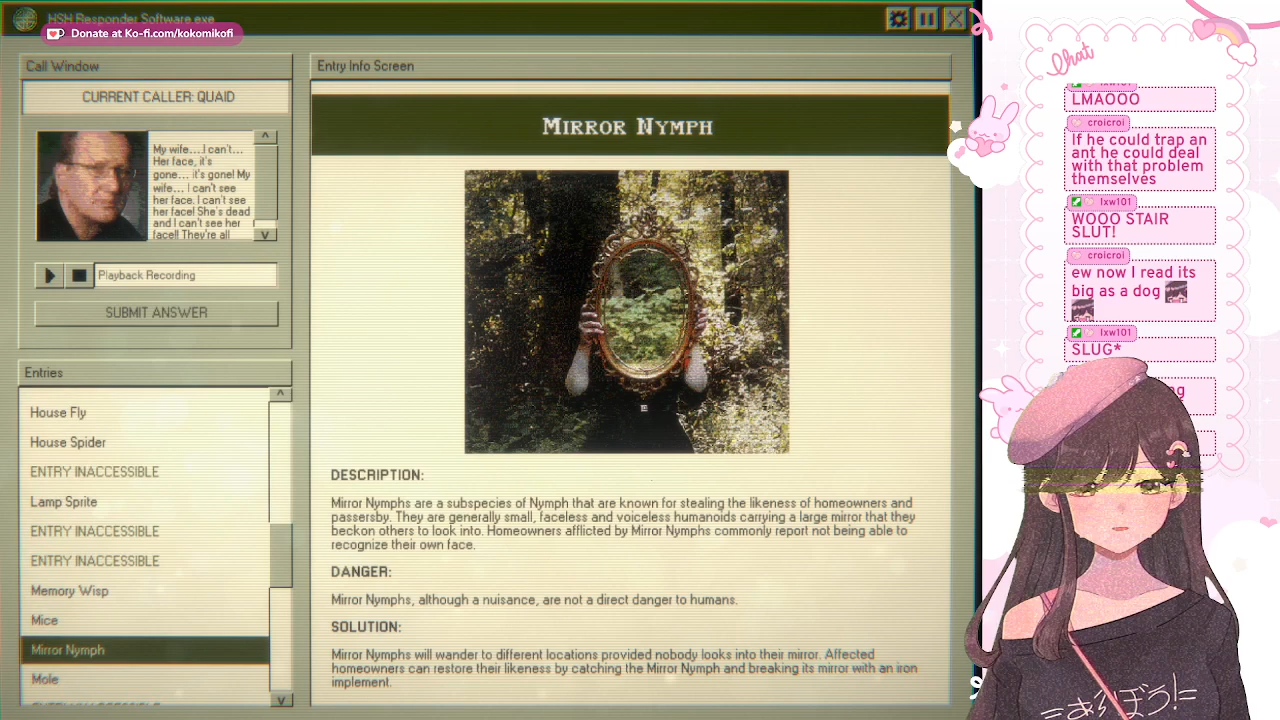 HSH Responder Software.exe
Donate at Ko-fi.com/kokomikofi
Call Window
CURRENT CALLER: QUAID
My wife....I can't...
Her face, it's
gone... it's gone! My
wife... I can't see
her face. I can't see
her face! She's dead
and I can't see her
face!! They're all
Playback Recording
SUBMIT ANSWER
Entries
House Fly
House Spider
ENTRY INACCESSIBLE
Lamp Sprite
ENTRY INACCESSIBLE
ENTRY INACCESSIBLE
Memory Wisp
Mice
Mirror Nymph
Mole
Entry Info Screen
MIRROR NYMPH
DESCRIPTION:
Mirror Nymphs are a subspecies of Nymph that are known for stealing the likeness of homeowners and
passersby. They are generally small, faceless and voiceless humanoids carrying a large mirror that they
beckon others to look into. Homeowners afflicted by Mirror Nymphs commonly report not being able to
recognize their own face.
DANGER:
Mirror Nymphs, although a nuisance, are not a direct danger to humans.
SOLUTION:
Mirror Nymphs will wander to different locations provided nobody looks into their mirror. Affected
homeowners can restore their likeness by catching the Mirror Nymph and breaking its mirror with an iron
implement.
Chat
lxw101
LMAOOO
croicroi
If he could trap an
ant he could deal
with that problem
themselves
lxw101
WOOO STAIR
SLUT!
croicroi
ew now I read its
big as a dog
lxw101
SLUG*